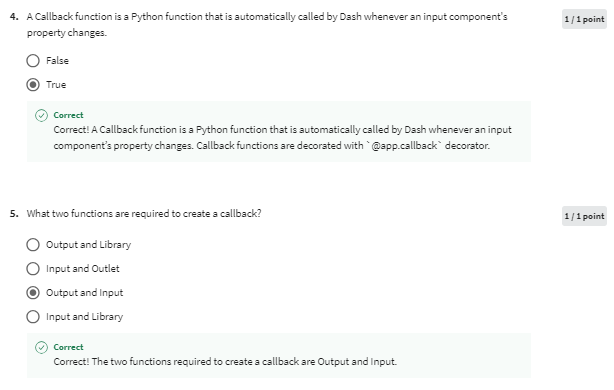 4. A Callback function is a Python function that is automatically called by Dash whenever an input component's
property changes.
1 / 1 point
False
True
Correct
Correct! A Callback function is a Python function that is automatically called by Dash whenever an input
component's property changes. Callback functions are decorated with `@app.callback` decorator.
5. What two functions are required to create a callback?
1 / 1 point
Output and Library
Input and Outlet
Output and Input
Input and Library
Correct
Correct! The two functions required to create a callback are Output and Input.